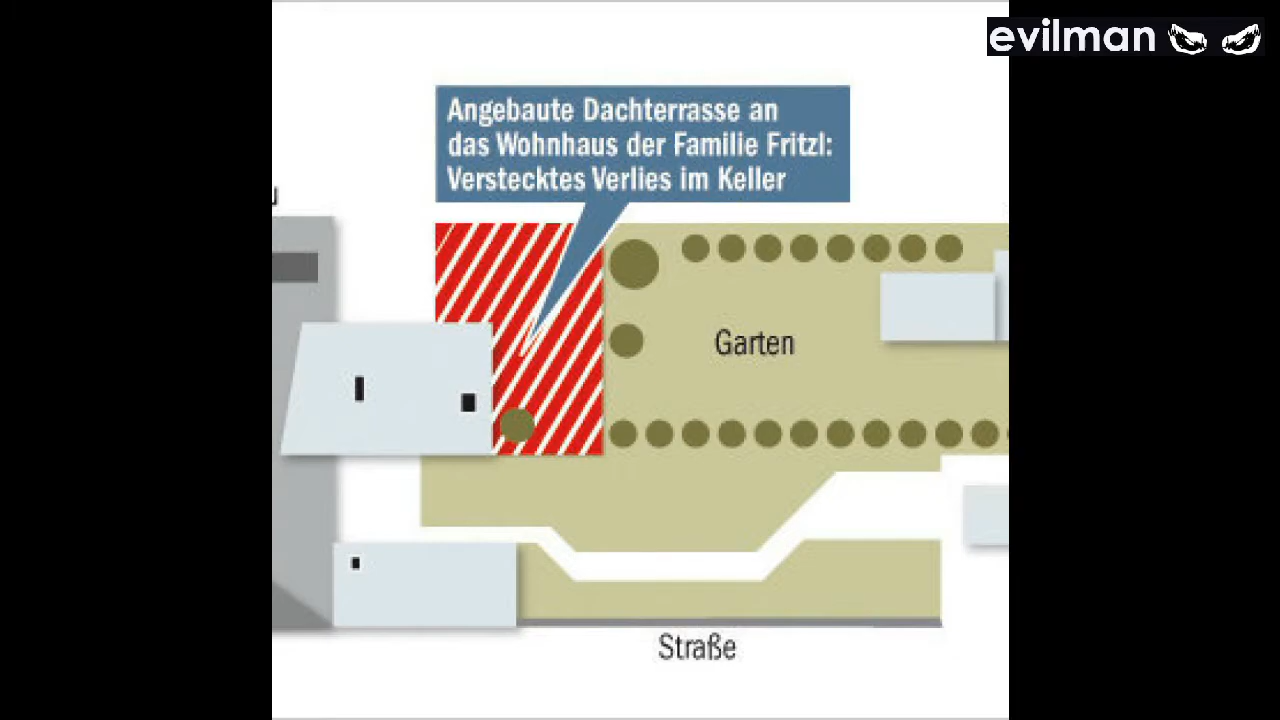 evilman
Angebaute Dachterrasse an
das Wohnhaus der Familie Fritzl:
Verstecktes Verlies im Keller
Garten
Straße